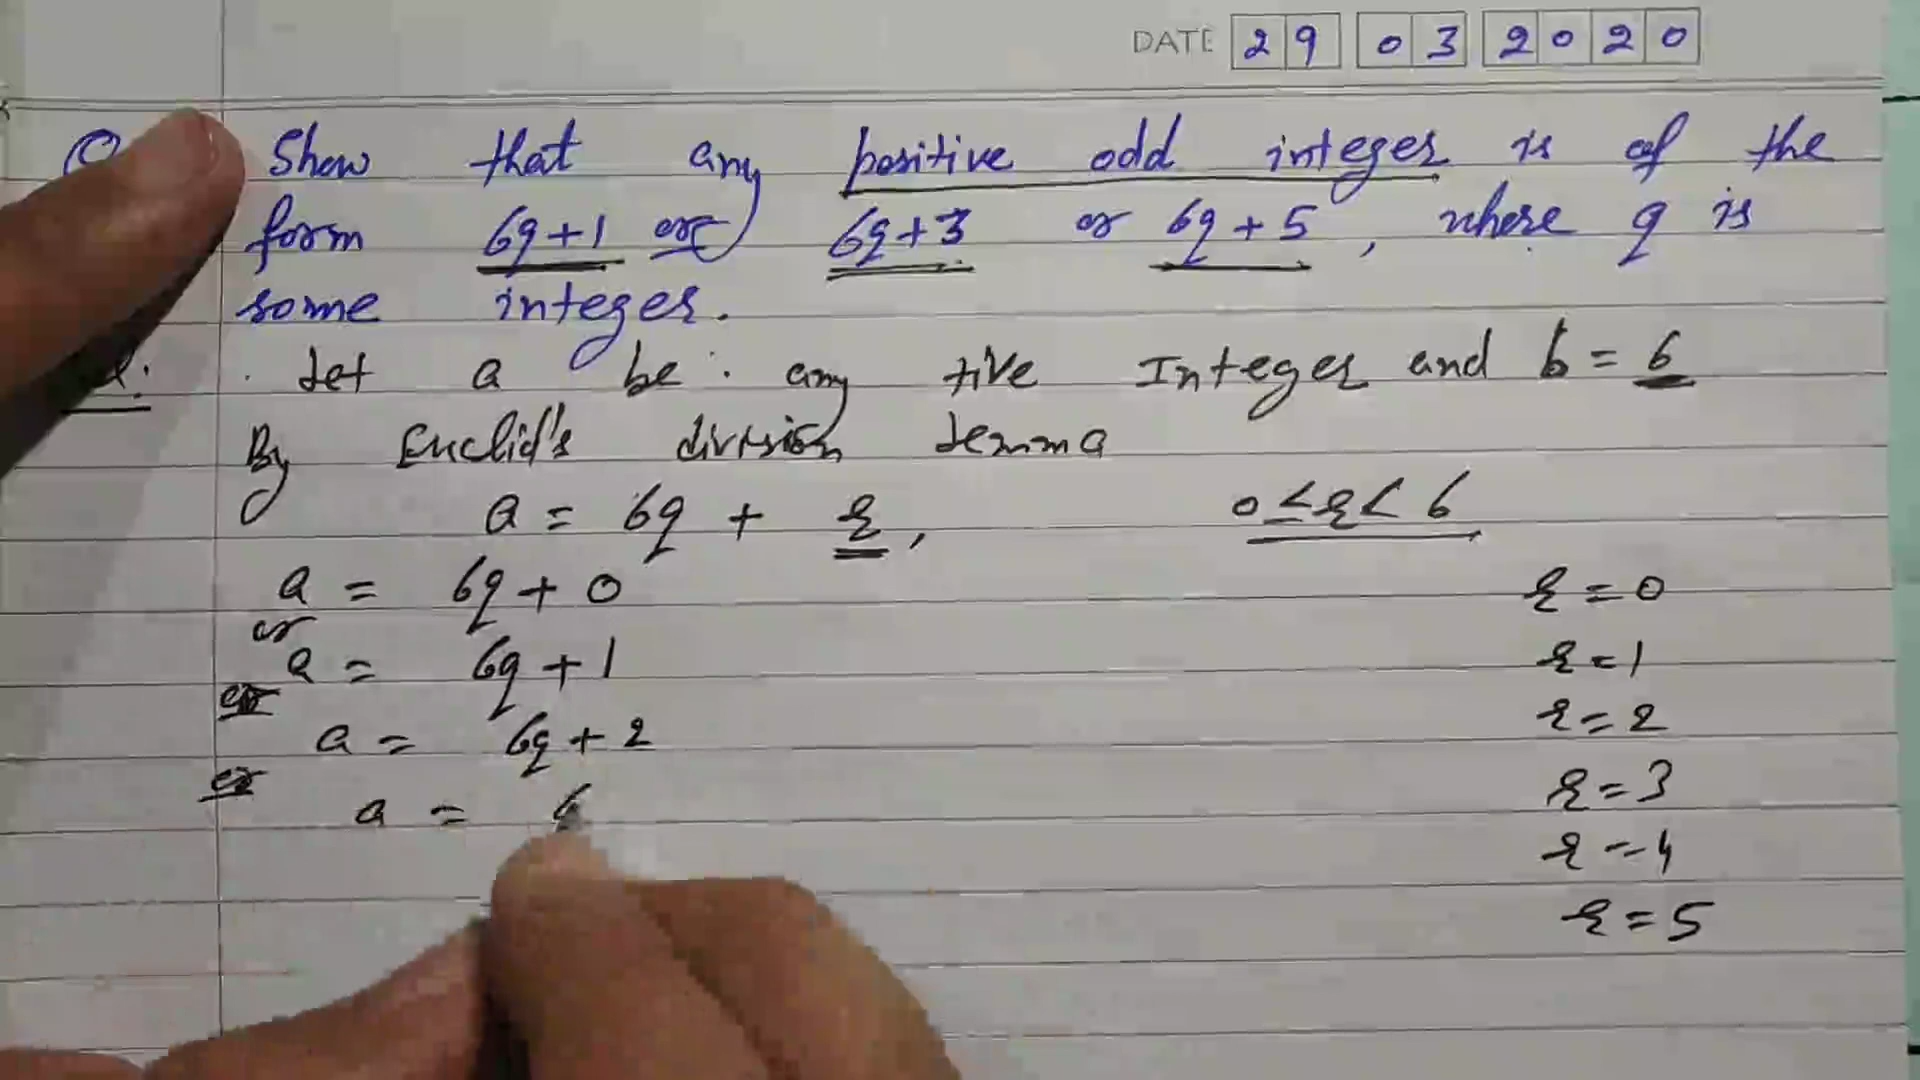 DATE 29 03 2020
Show that any positive odd integer is of the
form 6q+1 or 6q+3 or 6q+5, where q is
some integer.
Let a be any +ive Integer and b = 6
By Euclid's division Lemma
a = 6q + r, 0≤r<6
a = 6q + 0 r = 0
or
a = 6q + 1 r = 1
or
a = 6q + 2 r = 2
or
a = 6 r = 3
r = 4
r = 5